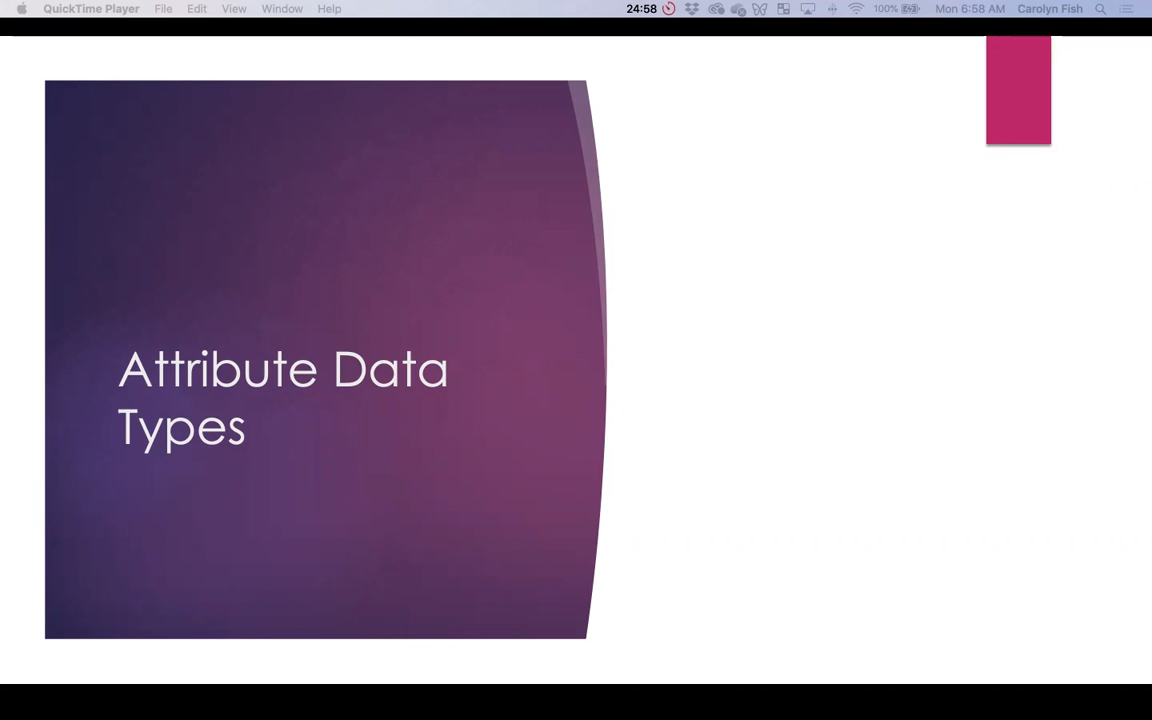 QuickTime Player File Edit View Window Help 24:58 100% Mon 6:58 AM Carolyn Fish
Attribute Data
Types